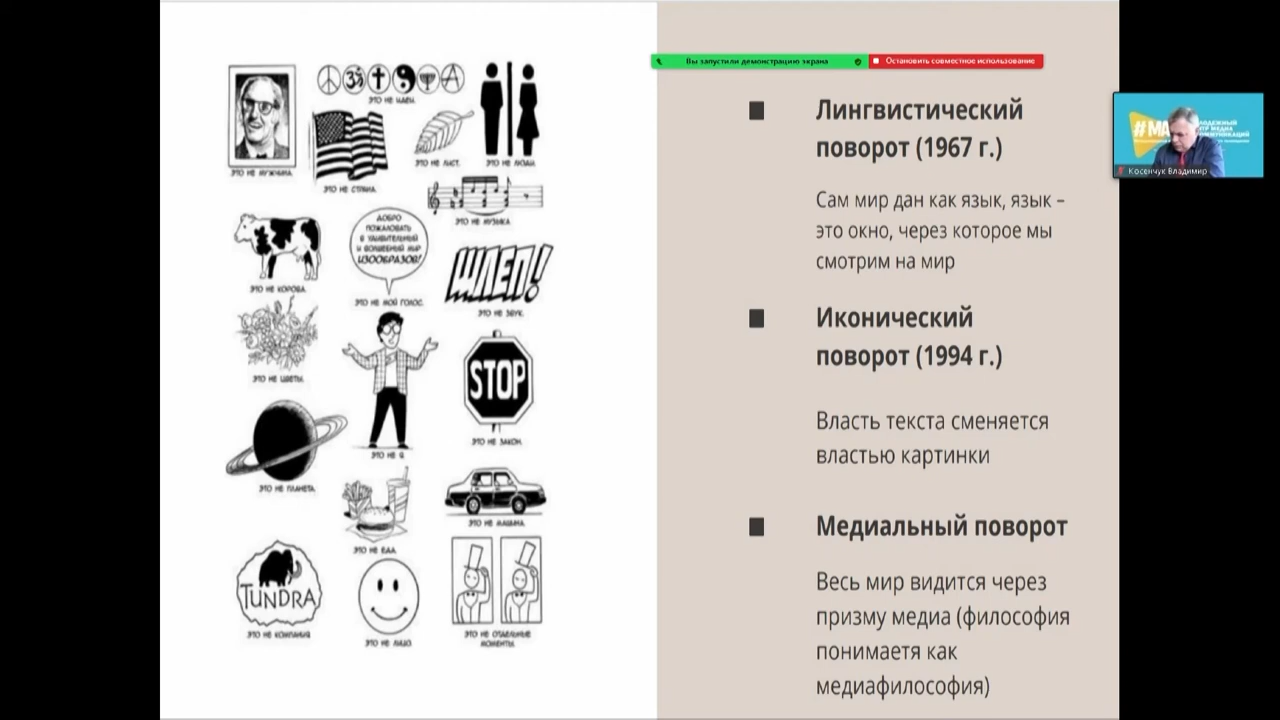 ЭТО НЕ МУЖЧИНА.
ЭТО НЕ ИДЕИ.
ЭТО НЕ СТРАНА.
ЭТО НЕ ЛИСТ.
ЭТО НЕ ЛЮДИ.
ЭТО НЕ МУЗЫКА.
ЭТО НЕ КОРОВА.
ДОБРО
ПОЖАЛОВАТЬ
В УДИВИТЕЛЬНЫЙ
И ВОЛШЕБНЫЙ МИР
ИЗООБРАЗОВ!
ЭТО НЕ МОЙ ГОЛОС.
ШЛЕП!
ЭТО НЕ ЗВУК.
ЭТО НЕ ЦВЕТЫ.
ЭТО НЕ Я.
STOP
ЭТО НЕ ЗАКОН.
ЭТО НЕ ПЛАНЕТА.
ЭТО НЕ ЕДА.
ЭТО НЕ МАШИНА.
TUNDRA
ЭТО НЕ КОМПАНИЯ.
ЭТО НЕ ЛИЦО.
ЭТО НЕ ОТДЕЛЬНЫЕ
МОМЕНТЫ.
Вы запустили демонстрацию экрана
Остановить совместное использование
■ Лингвистический
поворот (1967 г.)
Сам мир дан как язык, язык –
это окно, через которое мы
смотрим на мир
■ Иконический
поворот (1994 г.)
Власть текста сменяется
властью картинки
■ Медиальный поворот
Весь мир видится через
призму медиа (философия
понимаетя как
медиафилософия)
#МА
Косенчук Владимир